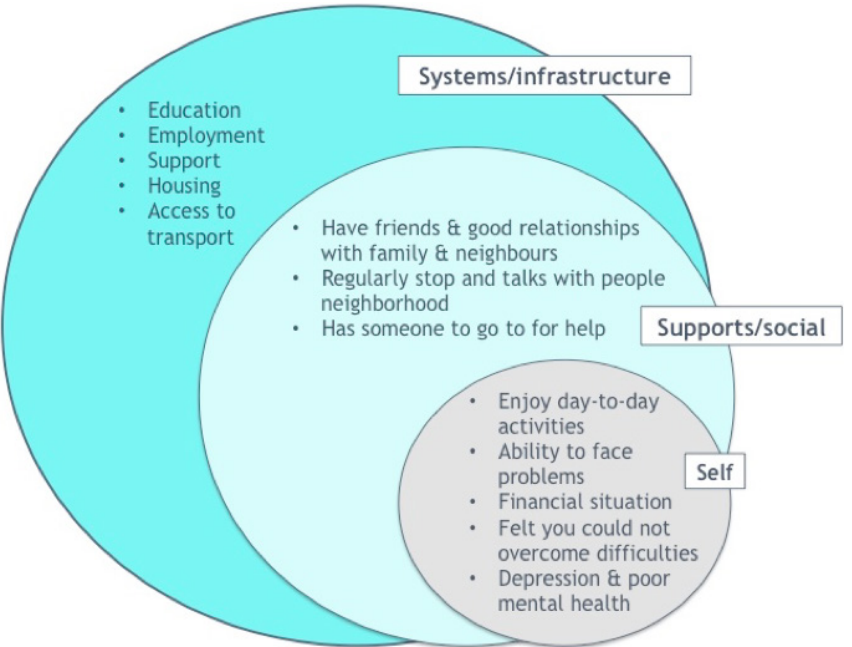 Systems/infrastructure
• Education
• Employment
• Support
• Housing
• Access to
transport
• Have friends & good relationships
with family & neighbours
• Regularly stop and talks with people
neighborhood
• Has someone to go to for help
Supports/social
• Enjoy day-to-day
activities
• Ability to face
problems
• Financial situation
• Felt you could not
overcome difficulties
• Depression & poor
mental health
Self